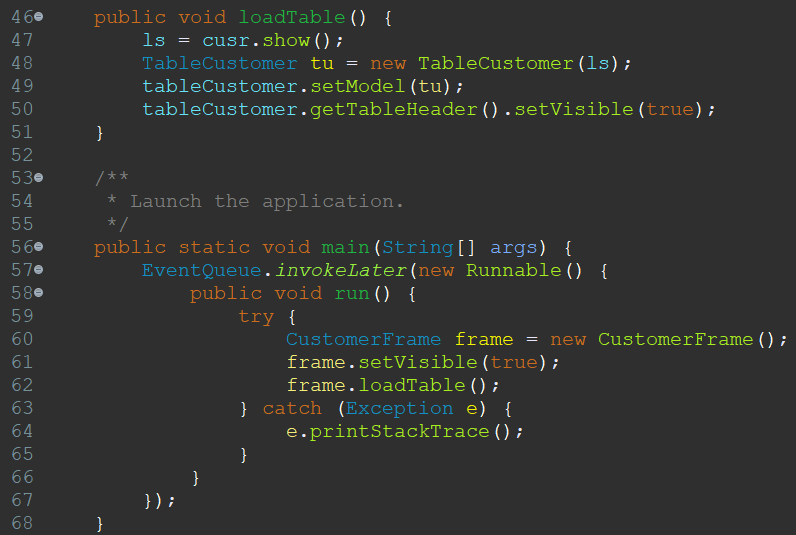 46 public void loadTable() {
47 ls = cusr.show();
48 TableCustomer tu = new TableCustomer(ls);
49 tableCustomer.setModel(tu);
50 tableCustomer.getTableHeader().setVisible(true);
51 }
52
53 /**
54 * Launch the application.
55 */
56 public static void main(String[] args) {
57 EventQueue.invokeLater(new Runnable() {
58 public void run() {
59 try {
60 CustomerFrame frame = new CustomerFrame();
61 frame.setVisible(true);
62 frame.loadTable();
63 } catch (Exception e) {
64 e.printStackTrace();
65 }
66 }
67 });
68 }